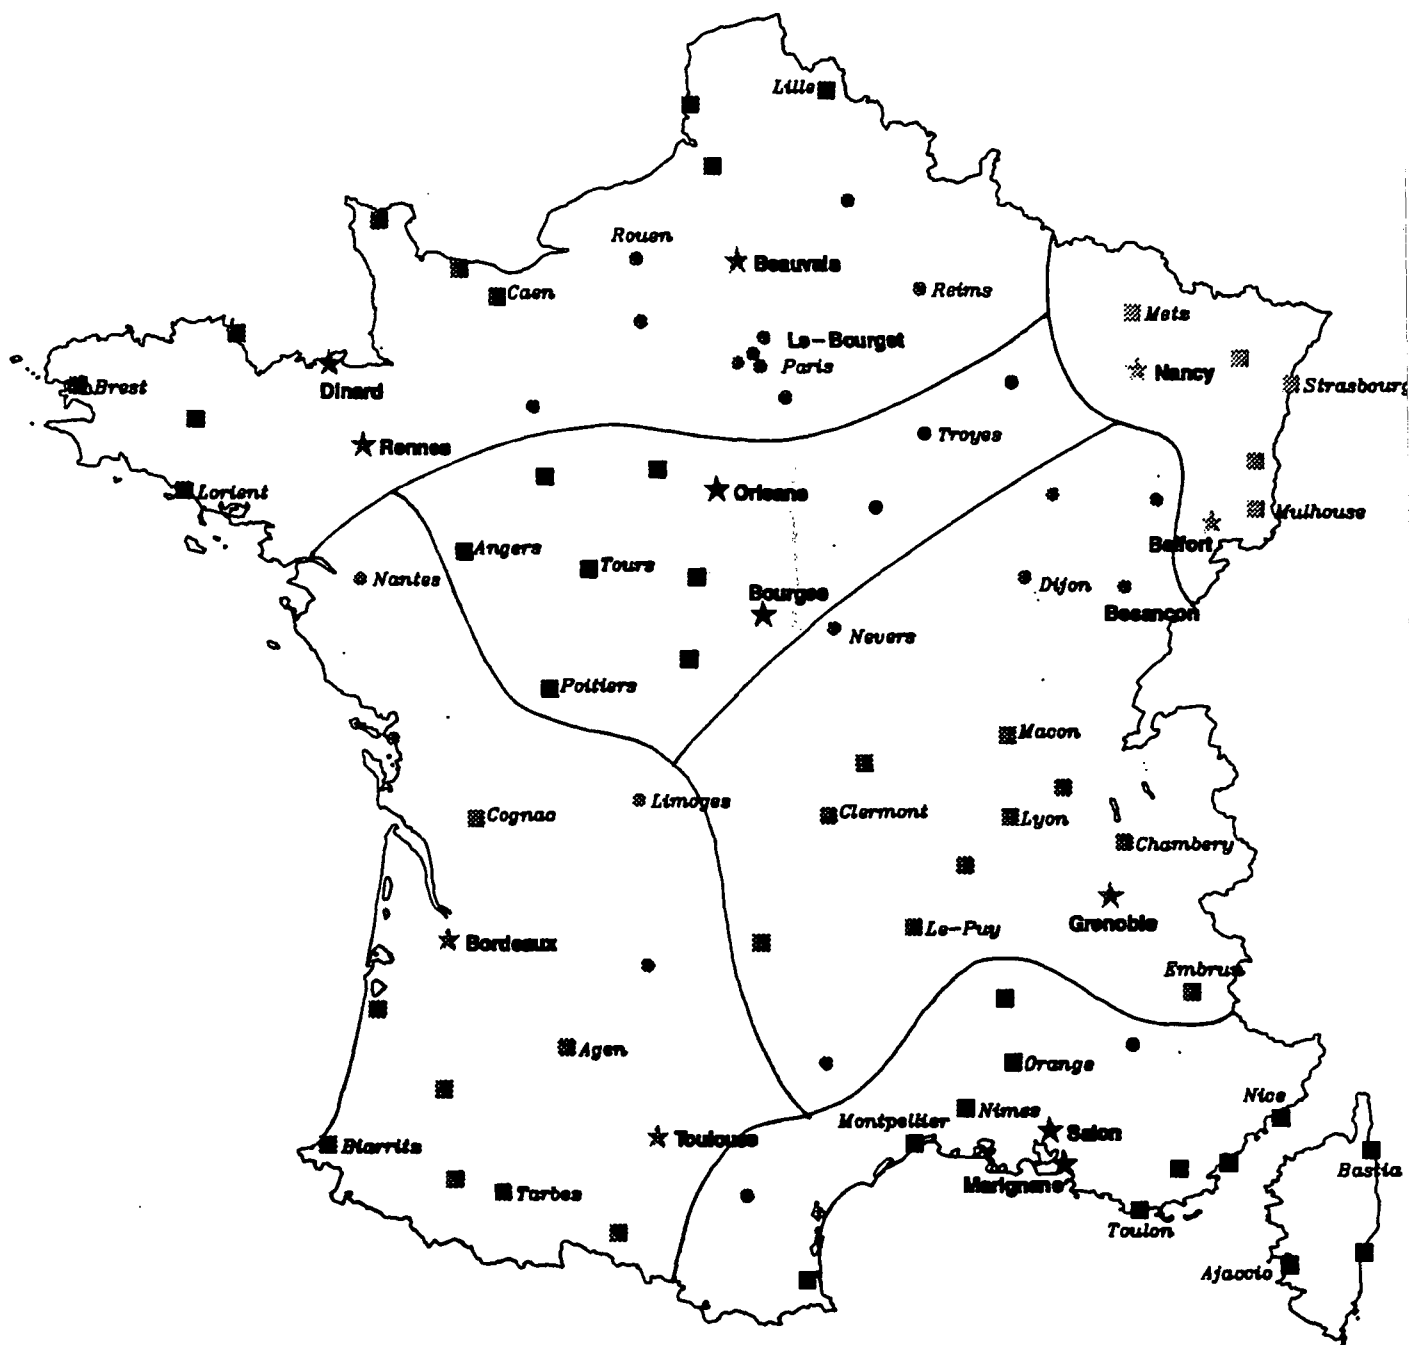 Lille
Rouen
Beauvais
Reims
Caen
Metz
Le-Bourget
Paris
Nancy
Strasbourg
Brest
Dinard
Rennes
Troyes
Lorient
Orleans
Mulhouse
Belfort
Angers
Tours
Nantes
Dijon
Bourges
Besancon
Nevers
Poitiers
Macon
Limoges
Cognac
Clermont
Lyon
Chambery
Grenoble
Le-Puy
Bordeaux
Embrun
Agen
Orange
Nice
Nimes
Montpellier
Salon
Biarritz
Toulouse
Bastia
Marignane
Tarbes
Toulon
Ajaccio